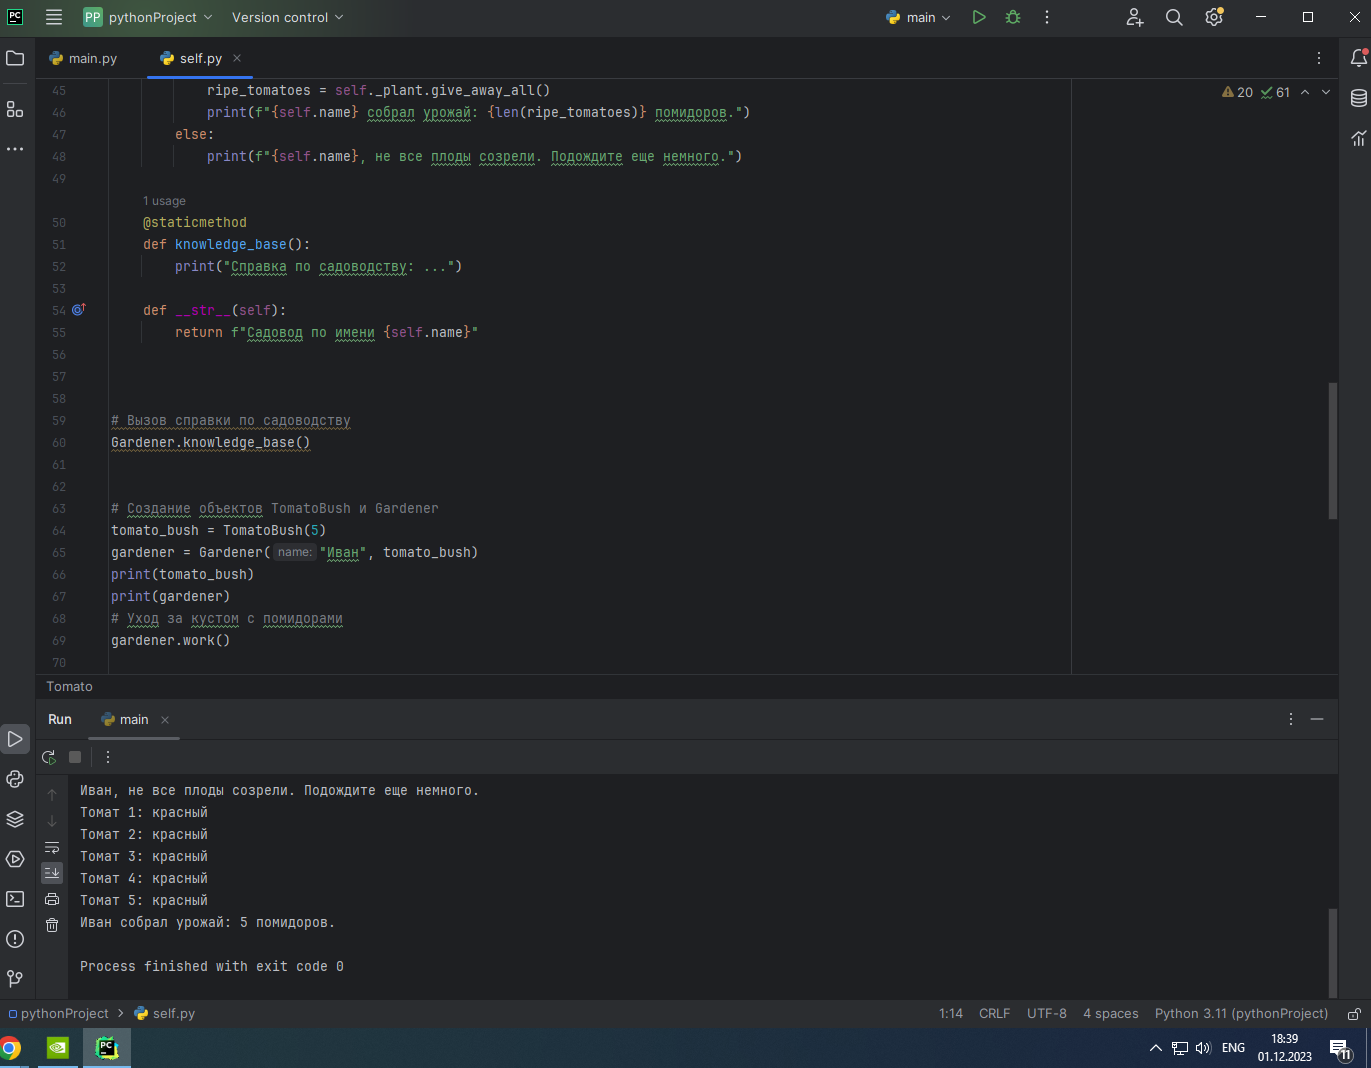 PC PP pythonProject Version control main
main.py self.py
45 ripe_tomatoes = self._plant.give_away_all()
20 61
46 print(f"{self.name} собрал урожай: {len(ripe_tomatoes)} помидоров.")
47 else:
48 print(f"{self.name}, не все плоды созрели. Подождите еще немного.")
49
1 usage
50 @staticmethod
51 def knowledge_base():
52 print("Справка по садоводству: ...")
53
54 def __str__(self):
55 return f"Садовод по имени {self.name}"
56
57
58
59 # Вызов справки по садоводству
60 Gardener.knowledge_base()
61
62
63 # Создание объектов TomatoBush и Gardener
64 tomato_bush = TomatoBush(5)
65 gardener = Gardener( name: "Иван", tomato_bush)
66 print(tomato_bush)
67 print(gardener)
68 # Уход за кустом с помидорами
69 gardener.work()
70
Tomato
Run main
Иван, не все плоды созрели. Подождите еще немного.
Томат 1: красный
Томат 2: красный
Томат 3: красный
Томат 4: красный
Томат 5: красный
Иван собрал урожай: 5 помидоров.
Process finished with exit code 0
pythonProject > self.py 1:14 CRLF UTF-8 4 spaces Python 3.11 (pythonProject)
PC ENG 18:39
01.12.2023 11